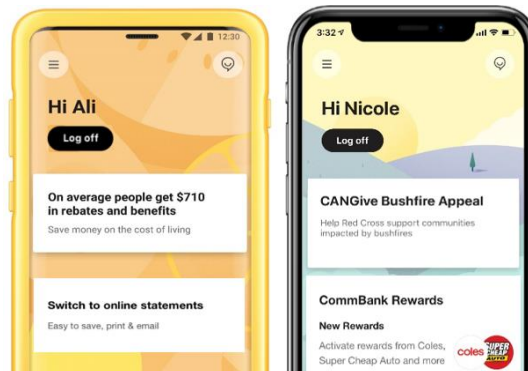 12:30
Hi Ali
Log off
On average people get $710
in rebates and benefits
Save money on the cost of living
Switch to online statements
Easy to save, print & email
3:32
Hi Nicole
Log off
CANGive Bushfire Appeal
Help Red Cross support communities
impacted by bushfires
CommBank Rewards
New Rewards
Activate rewards from Coles,
Super Cheap Auto and more
coles
SUPER
CHEAP
AUTO